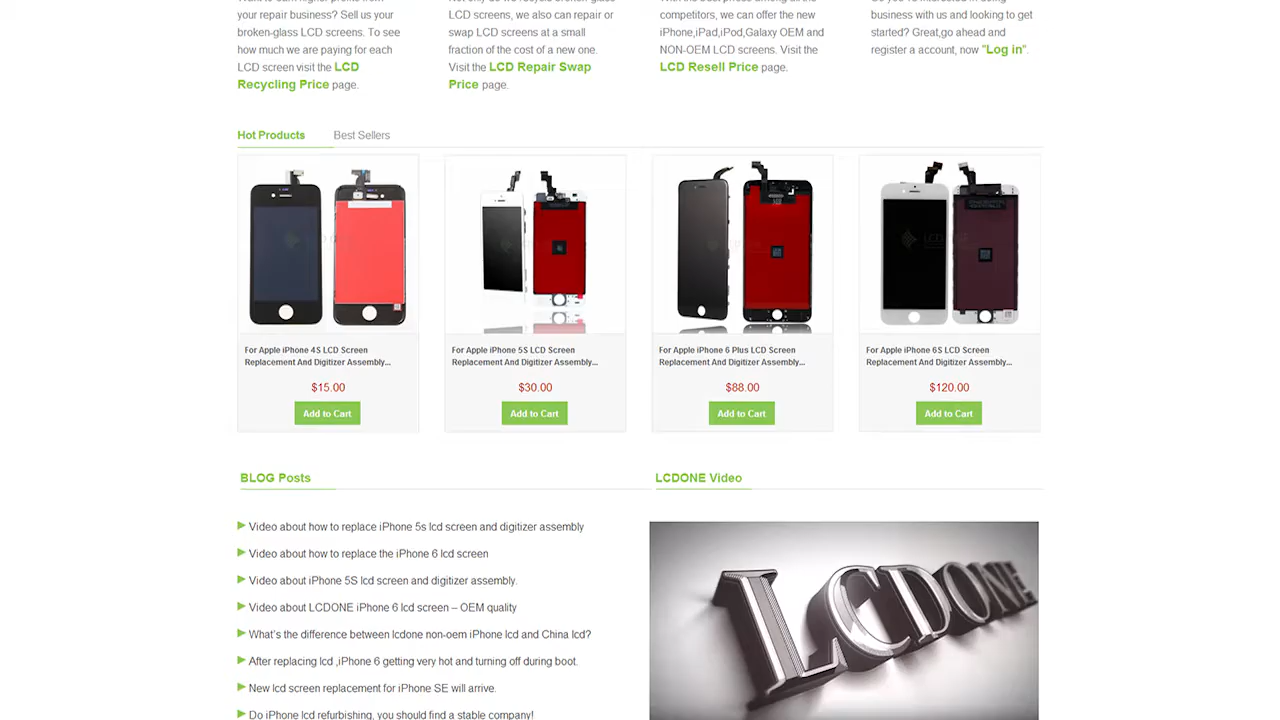 your repair business? Sell us your
broken-glass LCD screens. To see
how much we are paying for each
LCD screen visit the LCD
Recycling Price page.
LCD screens, we also can repair or
swap LCD screens at a small
fraction of the cost of a new one.
Visit the LCD Repair Swap
Price page.
competitors, we can offer the new
iPhone,iPad,iPod,Galaxy OEM and
NON-OEM LCD screens. Visit the
LCD Resell Price page.
business with us and looking to get
started? Great,go ahead and
register a account, now "Log in".
Hot Products
Best Sellers
For Apple iPhone 4S LCD Screen
Replacement And Digitizer Assembly...
$15.00
Add to Cart
For Apple iPhone 5S LCD Screen
Replacement And Digitizer Assembly...
$30.00
Add to Cart
For Apple iPhone 6 Plus LCD Screen
Replacement And Digitizer Assembly...
$88.00
Add to Cart
LCDONE
For Apple iPhone 6S LCD Screen
Replacement And Digitizer Assembly...
$120.00
Add to Cart
BLOG Posts
Video about how to replace iPhone 5s lcd screen and digitizer assembly
Video about how to replace the iPhone 6 lcd screen
Video about iPhone 5S lcd screen and digitizer assembly.
Video about LCDONE iPhone 6 lcd screen – OEM quality
What's the difference between lcdone non-oem iPhone lcd and China lcd?
After replacing lcd ,iPhone 6 getting very hot and turning off during boot.
New lcd screen replacement for iPhone SE will arrive.
Do iPhone lcd refurbishing, you should find a stable company!
LCDONE Video
LCDONE